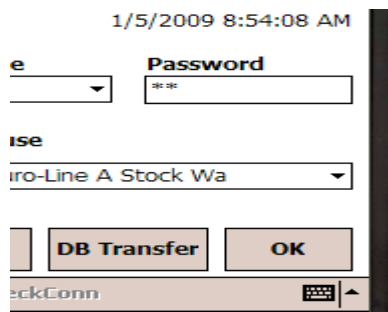 1/5/2009 8:54:08 AM
e Password
**
use
uro-Line A Stock Wa
DB Transfer OK
eckConn